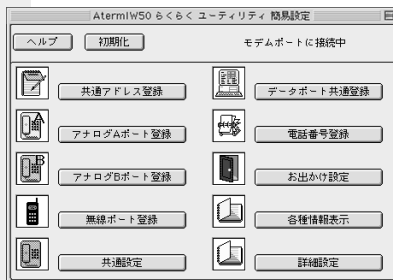 AtermIW50 らくらく ユーティリティ 簡易設定
ヘルプ 初期化 モデムポートに接続中
共通アドレス登録 データポート共通登録
A アナログAポート登録 電話番号登録
B アナログBポート登録 お出かけ設定
無線ポート登録 各種情報表示
共通設定 詳細設定